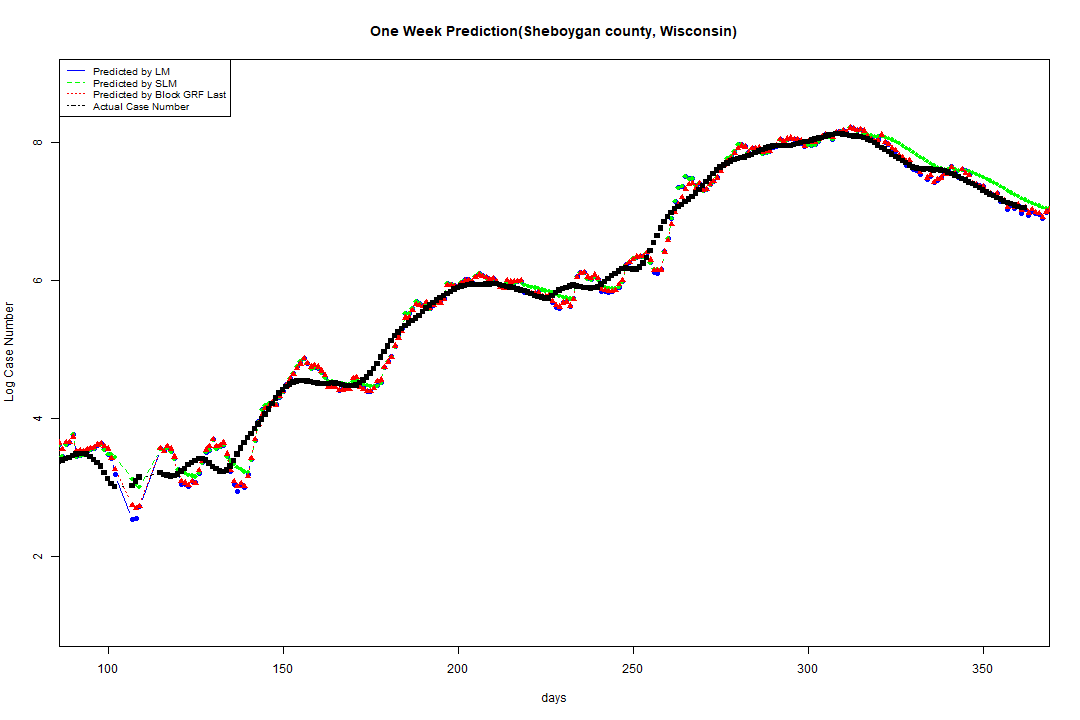 One Week Prediction(Sheboygan county, Wisconsin)
Predicted by LM
Predicted by SLM
Predicted by Block GRF Last
Actual Case Number
8
6
4
2
Log Case Number
100 150 200 250 300 350
days